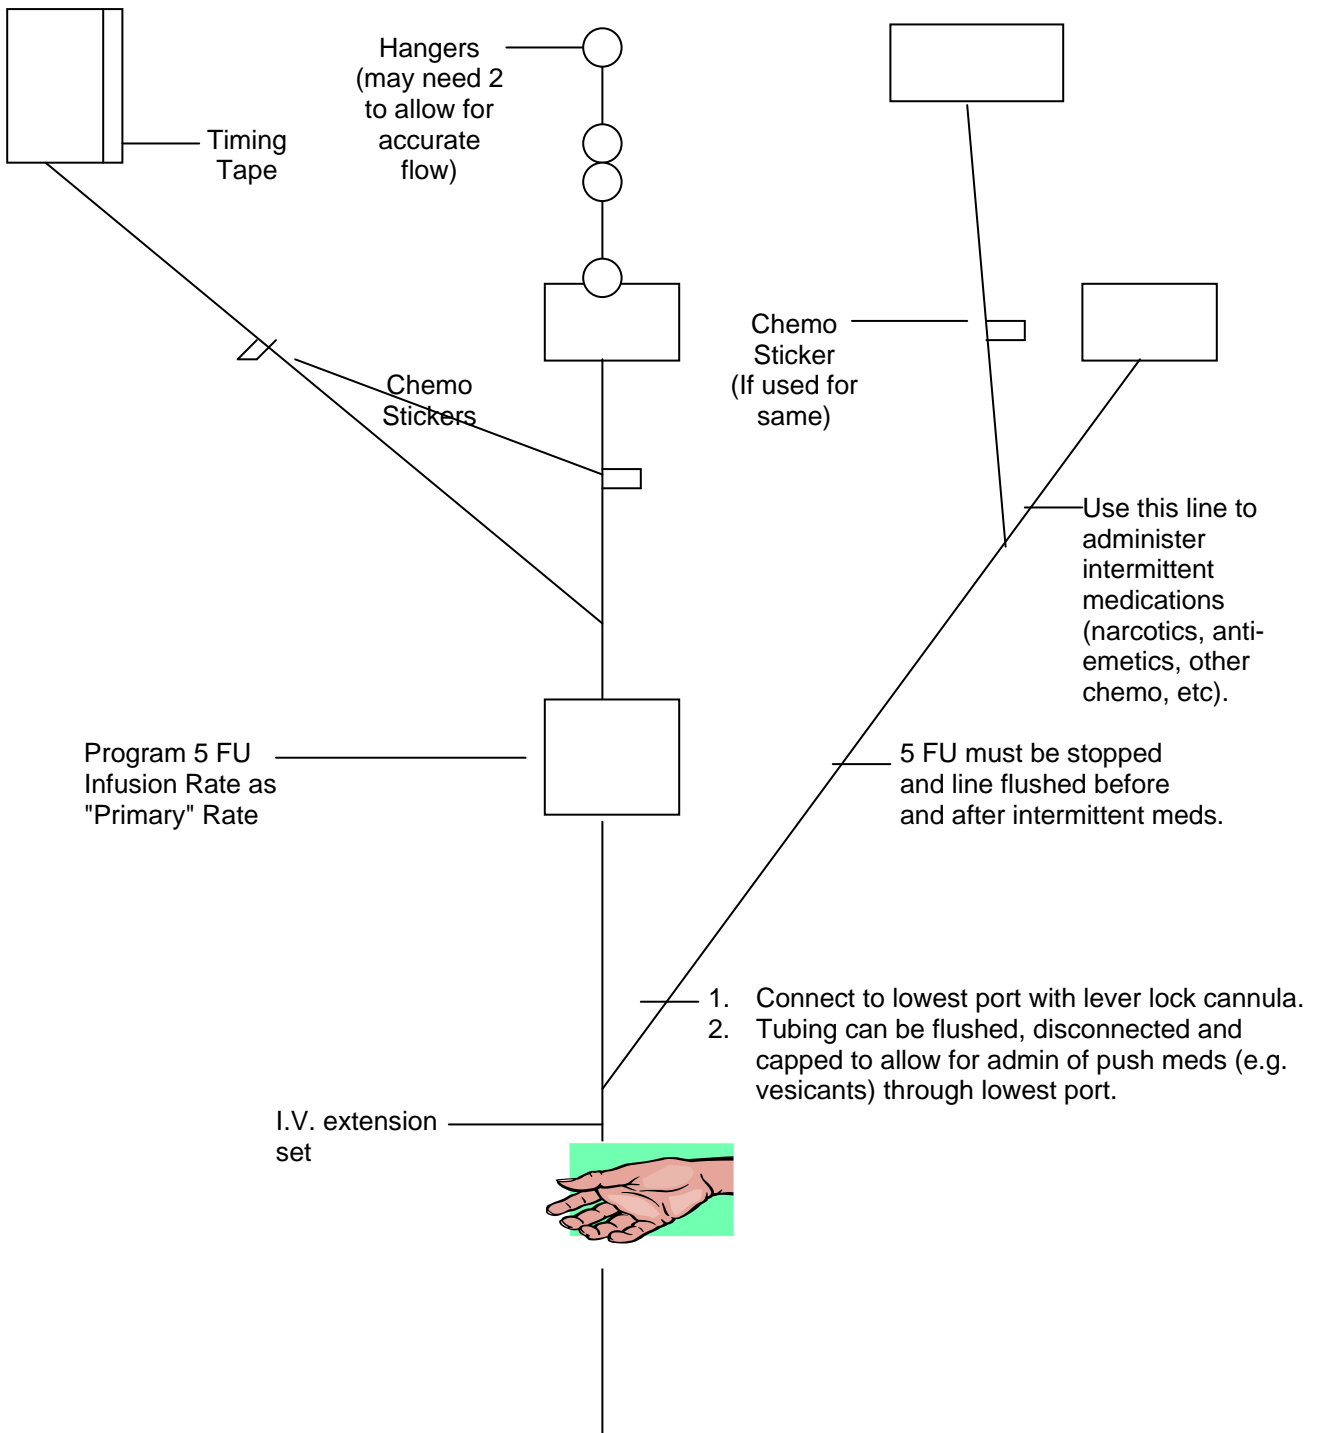 Hangers
(may need 2
to allow for
accurate
flow)
Timing
Tape
Chemo
Stickers
Chemo
Sticker
(If used for
same)
Use this line to
administer
intermittent
medications
(narcotics, anti-
emetics, other
chemo, etc).
Program 5 FU
Infusion Rate as
"Primary" Rate
5 FU must be stopped
and line flushed before
and after intermittent meds.
1. Connect to lowest port with lever lock cannula.
2. Tubing can be flushed, disconnected and
capped to allow for admin of push meds (e.g.
vesicants) through lowest port.
I.V. extension
set